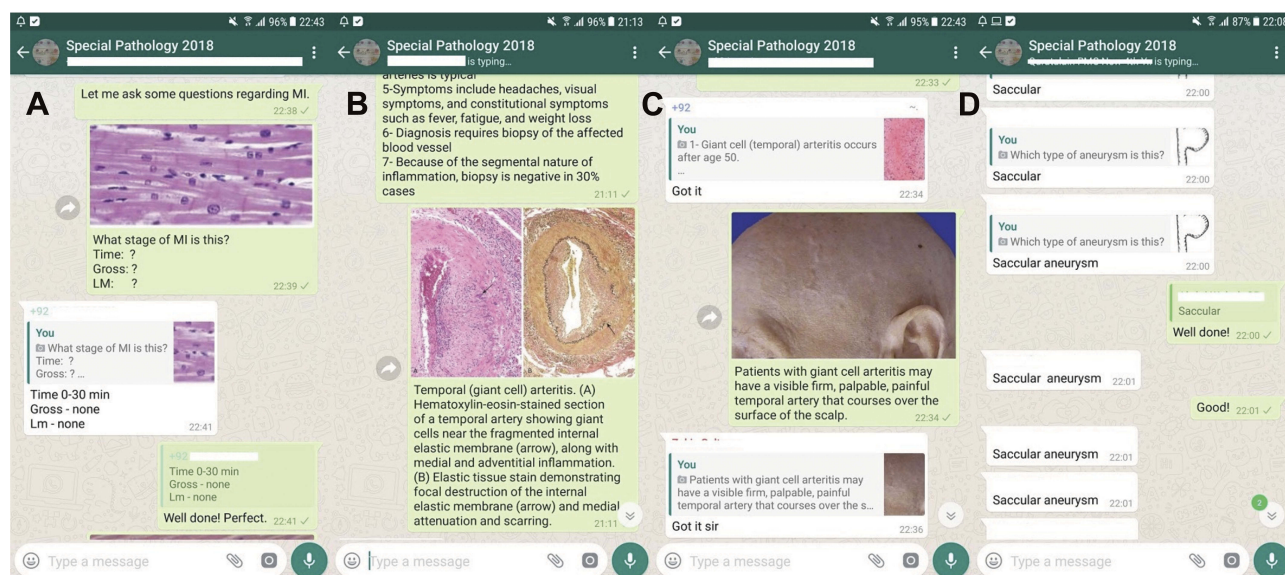 A
96% 22:43
Special Pathology 2018
Let me ask some questions regarding MI.
22:38
What stage of MI is this?
Time: ?
Gross: ?
LM: ?
22:39
+92
You
What stage of MI is this?
Time: ?
Gross: ? ...
Time 0-30 min
Gross - none
Lm - none
22:41
+92
Time 0-30 min
Gross - none
Lm - none
Well done! Perfect. 22:41
Type a message
B
96% 21:13
Special Pathology 2018
is typing...
arteries is typical
5-Symptoms include headaches, visual
symptoms, and constitutional symptoms
such as fever, fatigue, and weight loss
6- Diagnosis requires biopsy of the affected
blood vessel
7- Because of the segmental nature of
inflammation, biopsy is negative in 30%
cases
21:11
Temporal (giant cell) arteritis. (A)
Hematoxylin-eosin-stained section
of a temporal artery showing giant
cells near the fragmented internal
elastic membrane (arrow), along with
medial and adventitial inflammation.
(B) Elastic tissue stain demonstrating
focal destruction of the internal
elastic membrane (arrow) and medial
attenuation and scarring.
21:11
Type a message
C
95% 22:43
Special Pathology 2018
22:33
+92 ~.
You
1- Giant cell (temporal) arteritis occurs
after age 50.
...
Got it
22:34
Patients with giant cell arteritis may
have a visible firm, palpable, painful
temporal artery that courses over the
surface of the scalp.
22:34
You
Patients with giant cell arteritis may
have a visible firm, palpable, painful
temporal artery that courses over the s...
Got it sir
22:36
Type a message
D
87% 22:08
Special Pathology 2018
is typing...
Saccular
22:00
You
Which type of aneurysm is this?
Saccular
22:00
You
Which type of aneurysm is this?
Saccular aneurysm
22:00
Saccular
Well done! 22:00
Saccular aneurysm 22:01
Good! 22:01
Saccular aneurysm 22:01
Saccular aneurysm 22:01
2
Type a message